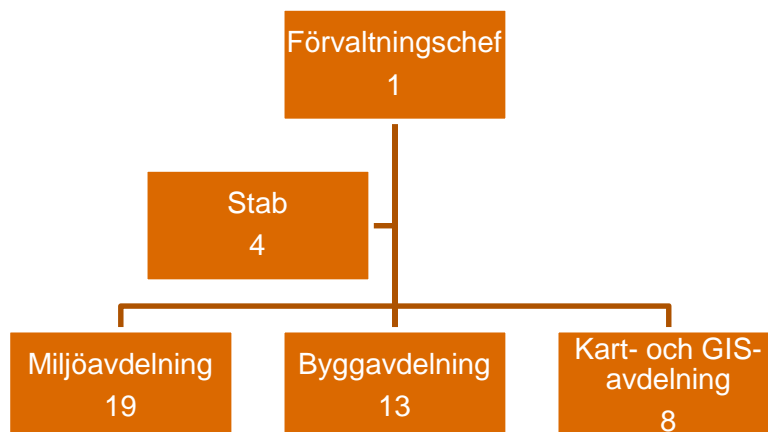 Förvaltningschef
1
Stab
4
Miljöavdelning
19
Byggavdelning
13
Kart- och GIS-
avdelning
8